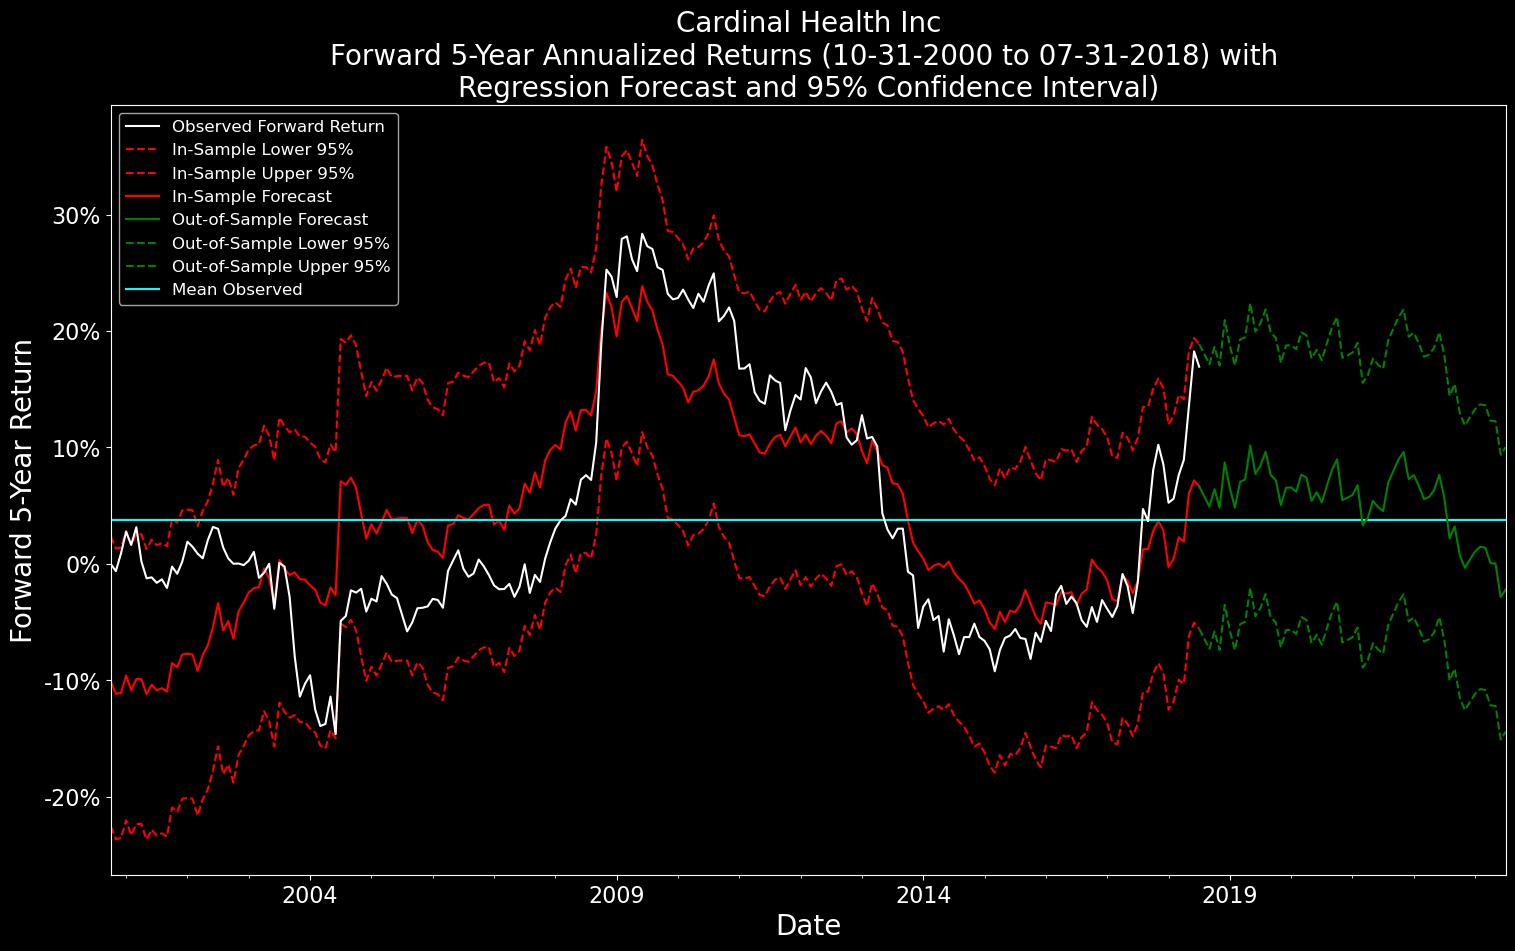 Cardinal Health Inc
Forward 5-Year Annualized Returns (10-31-2000 to 07-31-2018) with
Regression Forecast and 95% Confidence Interval)
Observed Forward Return
In-Sample Lower 95%
In-Sample Upper 95%
In-Sample Forecast
Out-of-Sample Forecast
Out-of-Sample Lower 95%
Out-of-Sample Upper 95%
Mean Observed
Forward 5-Year Return
30%
20%
10%
0%
-10%
-20%
2004
2009
2014
2019
Date